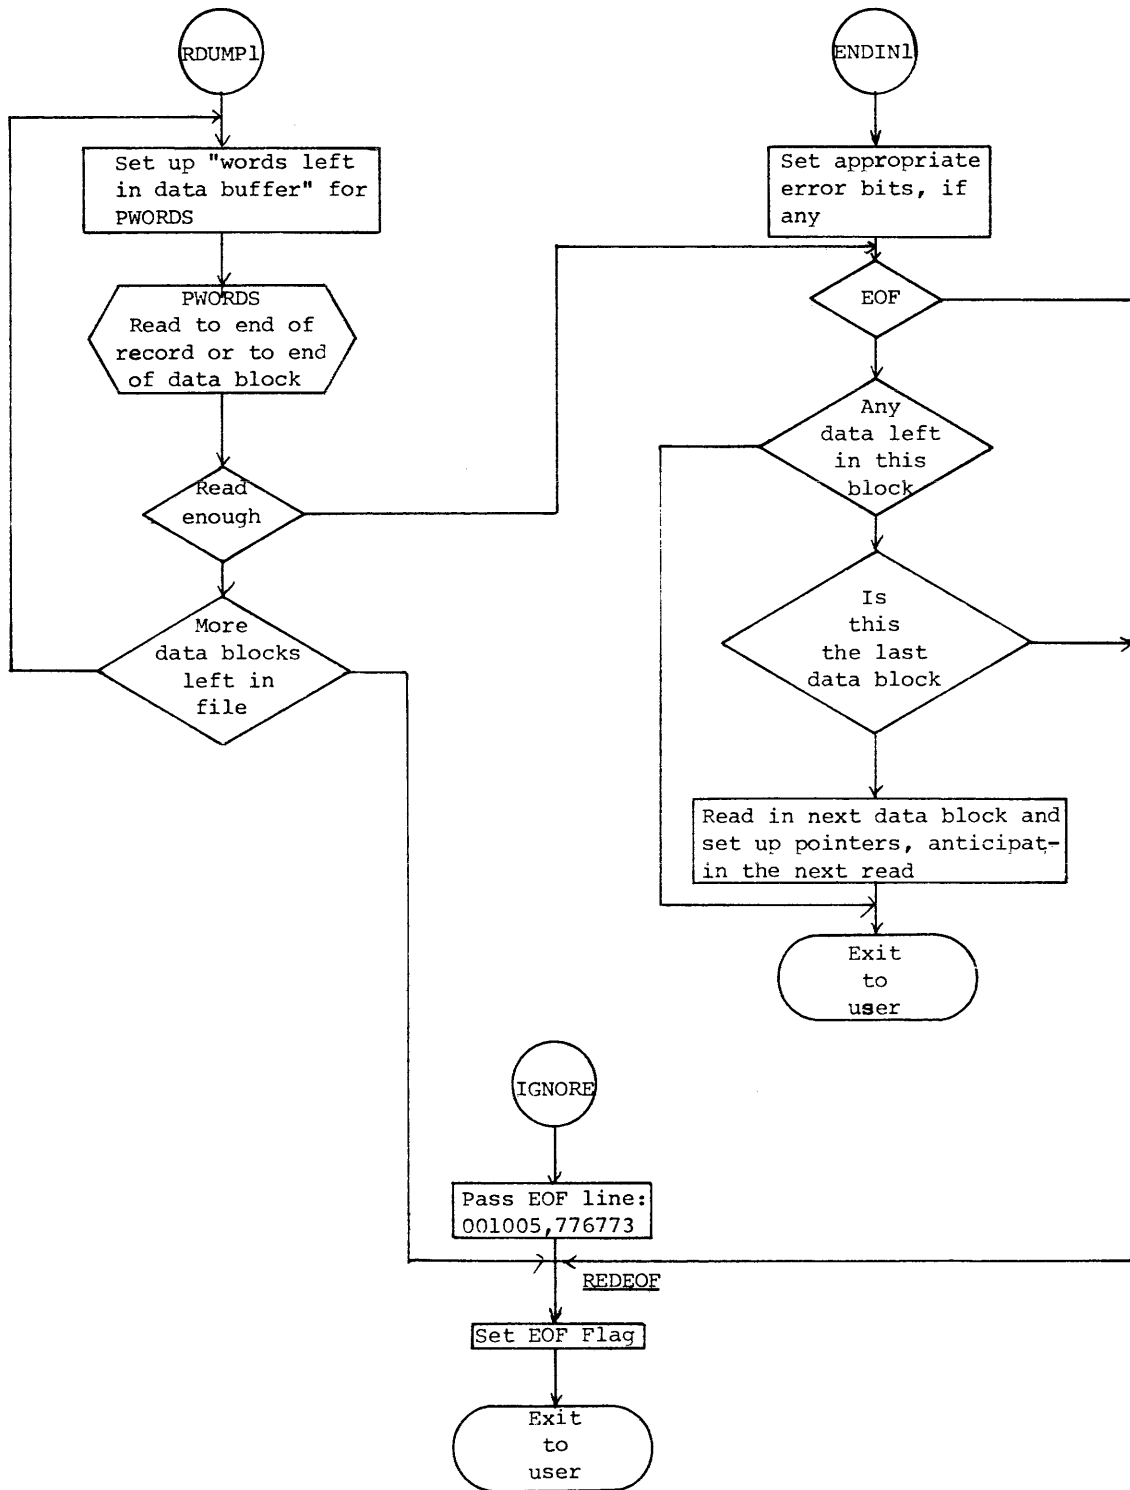 RDUMP1
Set up "words left
in data buffer" for
PWORDS
PWORDS
Read to end of
record or to end
of data block
Read
enough
More
data blocks
left in
file
ENDIN1
Set appropriate
error bits, if
any
EOF
Any
data left
in this
block
Is
this
the last
data block
Read in next data block and
set up pointers, anticipat-
in the next read
Exit
to
user
IGNORE
Pass EOF line:
001005,776773
REDEOF
Set EOF Flag
Exit
to
user